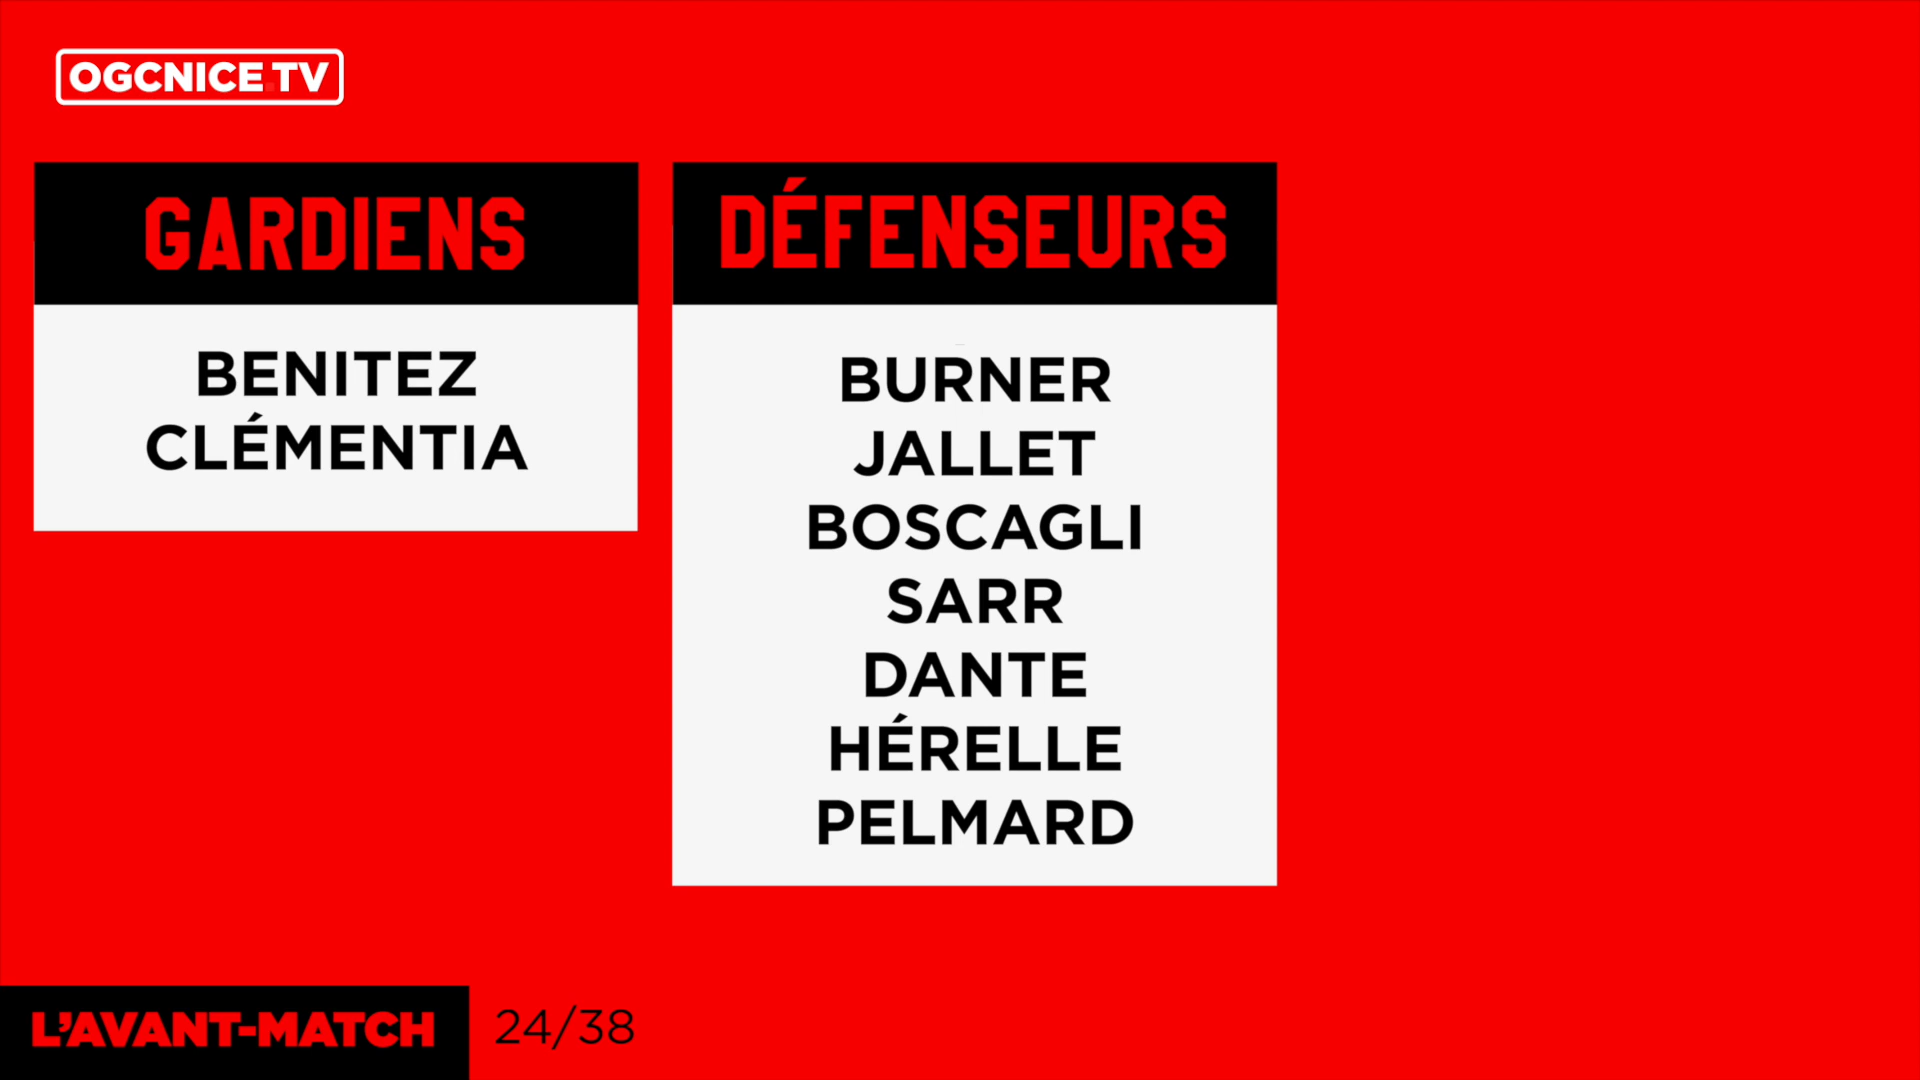 OGCNICE.TV
GARDIENS
BENITEZ
CLÉMENTIA
DÉFENSEURS
BURNER
JALLET
BOSCAGLI
SARR
DANTE
HÉRELLE
PELMARD
L'AVANT-MATCH
24/38